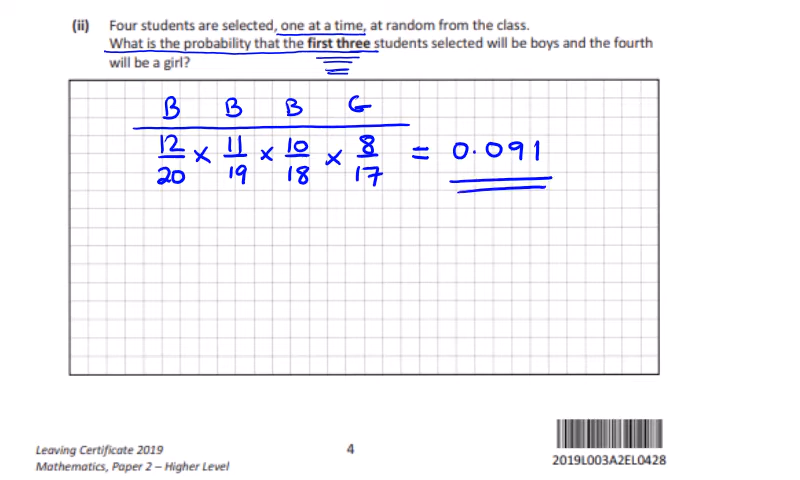 (ii) Four students are selected, one at a time, at random from the class.
What is the probability that the first three students selected will be boys and the fourth
will be a girl?
B B B G
12/20 × 11/19 × 10/18 × 8/17 = 0.091
Leaving Certificate 2019
Mathematics, Paper 2 – Higher Level
4
2019L003A2EL0428